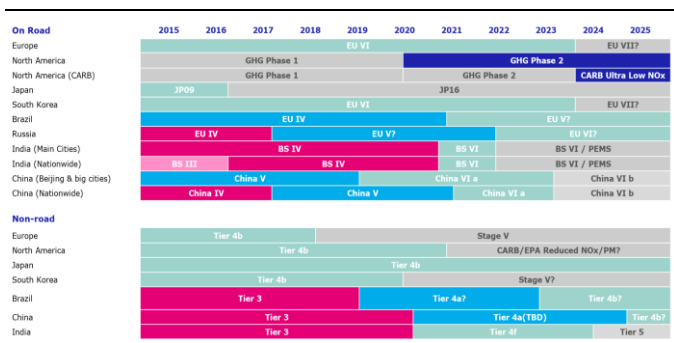 On Road 2015 2016 2017 2018 2019 2020 2021 2022 2023 2024 2025
Europe EU VI EU VII?
North America GHG Phase 1 GHG Phase 2
North America (CARB) GHG Phase 1 GHG Phase 2 CARB Ultra Low NOx
Japan JP09 JP16
South Korea EU VI EU VII?
Brazil EU IV EU V?
Russia EU IV EU V? EU VI?
India (Main Cities) BS IV BS VI BS VI / PEMS
India (Nationwide) BS III BS IV BS VI BS VI / PEMS
China (Beijing & big cities) China V China VI a China VI b
China (Nationwide) China IV China V China VI a China VI b
Non-road
Europe Tier 4b Stage V
North America Tier 4b CARB/EPA Reduced NOx/PM?
Japan Tier 4b
South Korea Tier 4b Stage V?
Brazil Tier 3 Tier 4a? Tier 4b?
China Tier 3 Tier 4a(TBD) Tier 4b?
India Tier 3 Tier 4f Tier 5